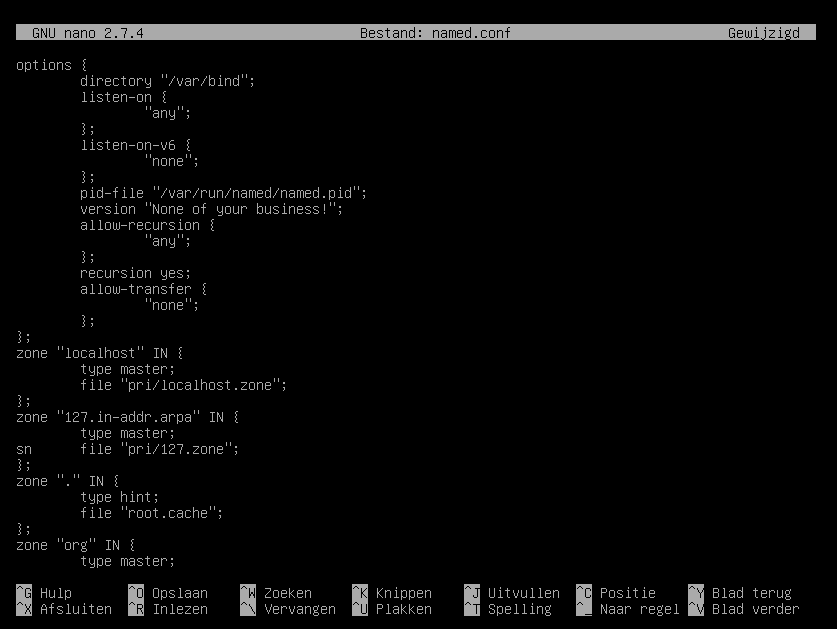 GNU nano 2.7.4 Bestand: named.conf Gewijzigd
options {
directory "/var/bind";
listen-on {
"any";
};
listen-on-v6 {
"none";
};
pid-file "/var/run/named/named.pid";
version "None of your business!";
allow-recursion {
"any";
};
recursion yes;
allow-transfer {
"none";
};
};
zone "localhost" IN {
type master;
file "pri/localhost.zone";
};
zone "127.in-addr.arpa" IN {
type master;
sn file "pri/127.zone";
};
zone "." IN {
type hint;
file "root.cache";
};
zone "org" IN {
type master;
^G Hulp ^O Opslaan ^W Zoeken ^K Knippen ^J Uitvullen ^C Positie ^Y Blad terug
^X Afsluiten ^R Inlezen ^\ Vervangen ^U Plakken ^T Spelling ^_ Naar regel ^V Blad verder